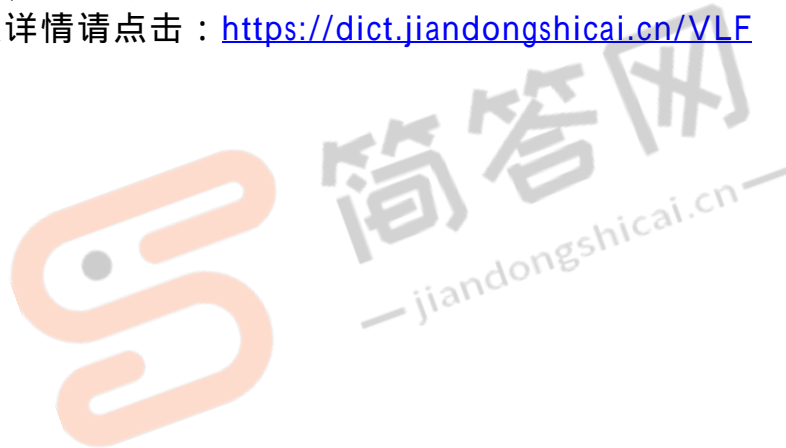 详情请点击：https://dict.jiandongshicai.cn/VLF
简答网
— jiandongshicai.cn —